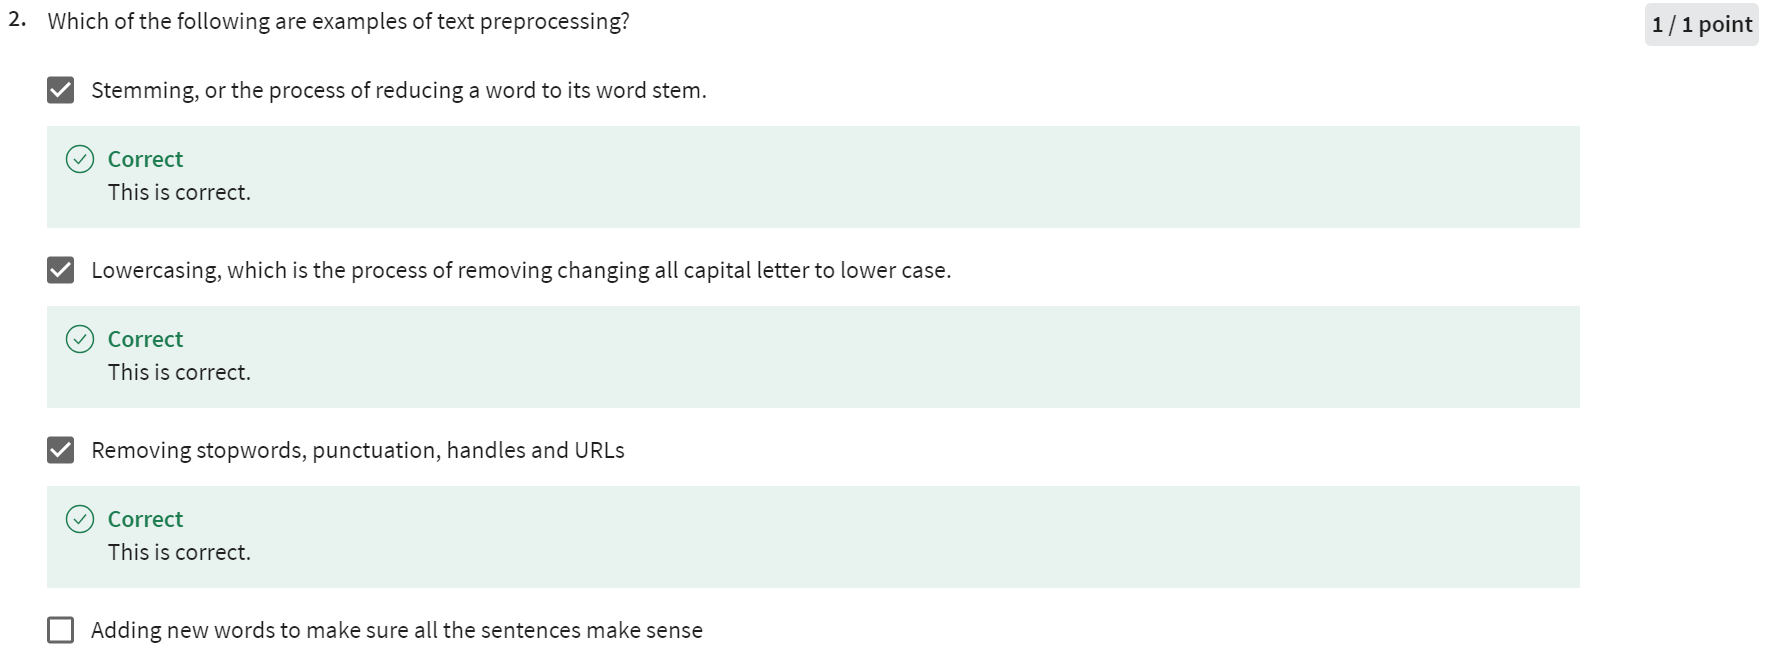 2. Which of the following are examples of text preprocessing?
1 / 1 point
Stemming, or the process of reducing a word to its word stem.
Correct
This is correct.
Lowercasing, which is the process of removing changing all capital letter to lower case.
Correct
This is correct.
Removing stopwords, punctuation, handles and URLs
Correct
This is correct.
Adding new words to make sure all the sentences make sense